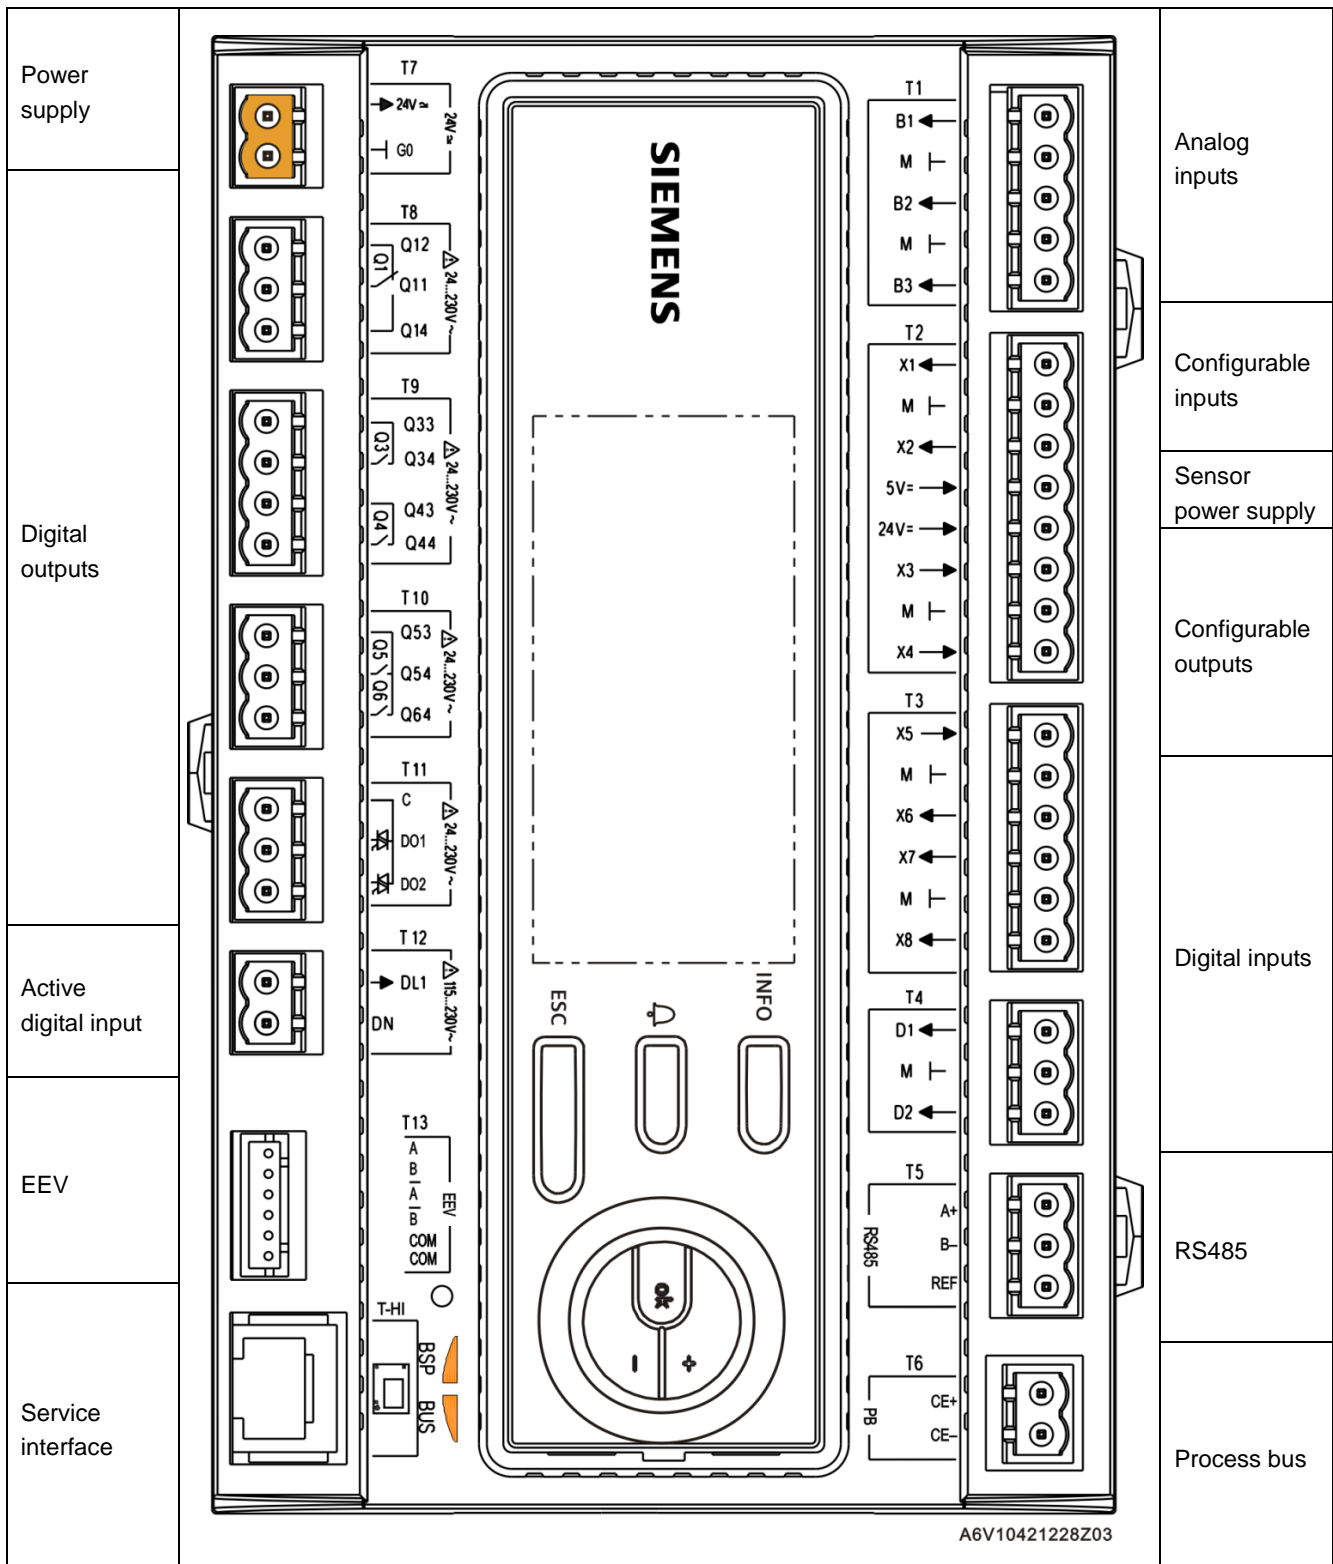 Power
supply
Digital
outputs
Active
digital input
EEV
Service
interface
T7
24V ≃
G0
24V ≃
T8
Q12
Q11
Q14
Q1
⚠ 24...230V ~
T9
Q33
Q34
Q43
Q44
Q3
Q4
⚠ 24...230V ~
T10
Q53
Q54
Q64
Q5
Q6
⚠ 24...230V ~
T11
C
DO1
DO2
⚠ 24...230V ~
T12
DL1
DN
⚠ 115...230V ~
T13
A
B
A
B
COM
COM
EEV
T-HI
BSP
BUS
SIEMENS
ESC
INFO
ok
–
+
T1
B1
M
B2
M
B3
T2
X1
M
X2
5V=
24V=
X3
M
X4
T3
X5
M
X6
X7
M
X8
T4
D1
M
D2
T5
A+
B–
REF
RS485
T6
CE+
CE–
PB
Analog
inputs
Configurable
inputs
Sensor
power supply
Configurable
outputs
Digital inputs
RS485
Process bus
A6V10421228Z03